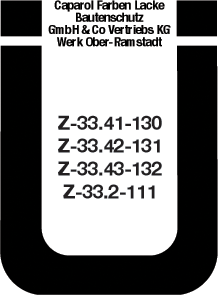 Caparol Farben Lacke
Bautenschutz
GmbH & Co Vertriebs KG
Werk Ober-Ramstadt
Z-33.41-130
Z-33.42-131
Z-33.43-132
Z-33.2-111